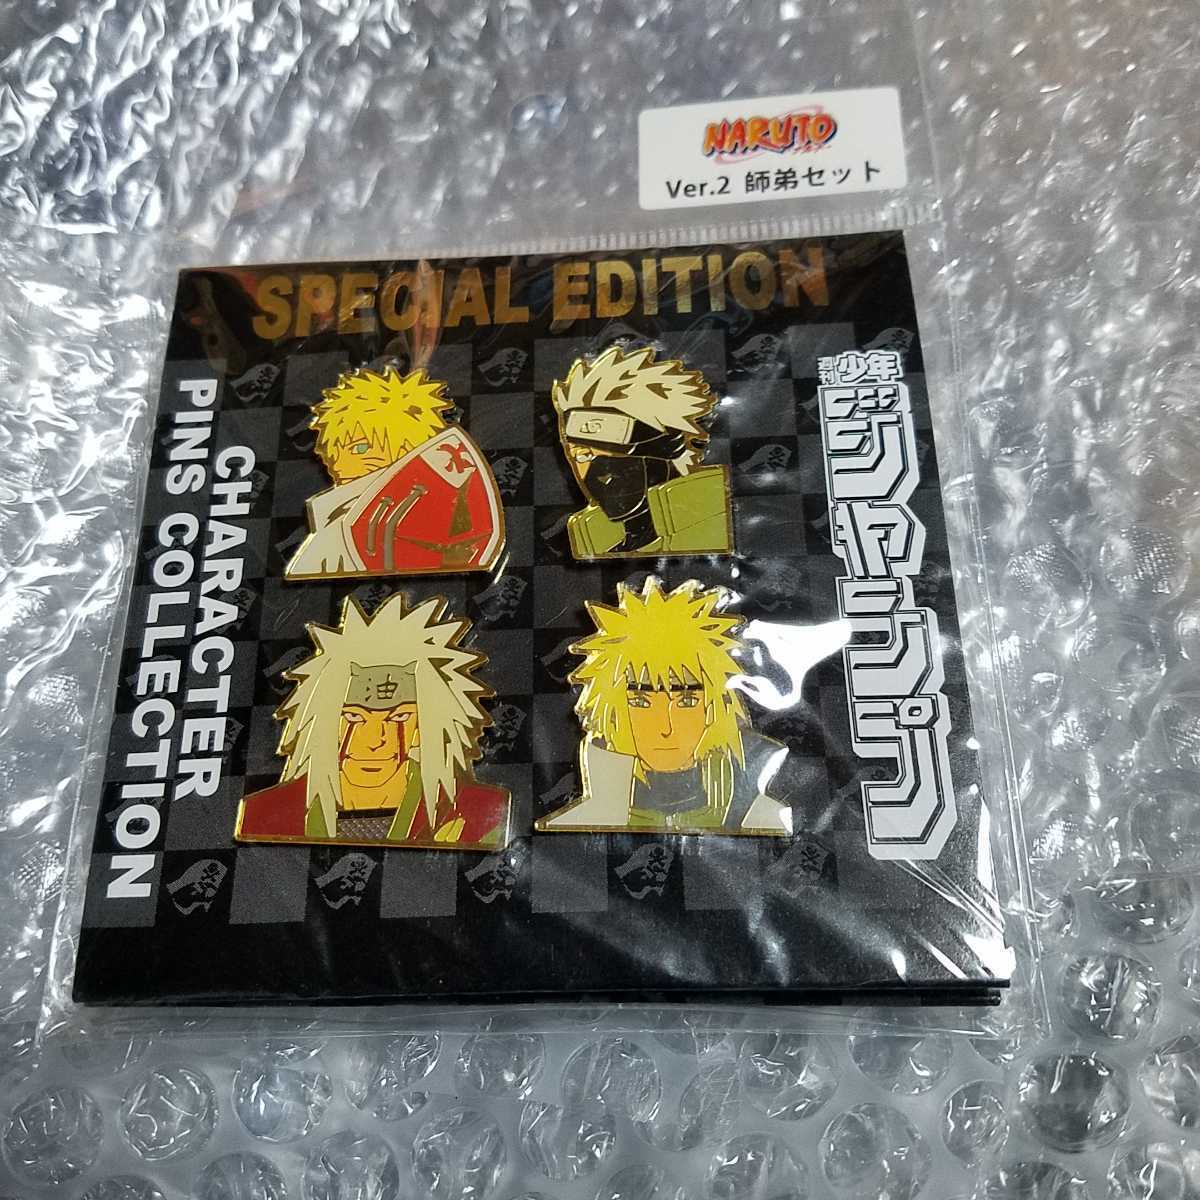 NARUTO
Ver.2 師弟セット
SPECIAL EDITION
週刊少年
ジャンプ
CHARACTER
PINS COLLECTION
油